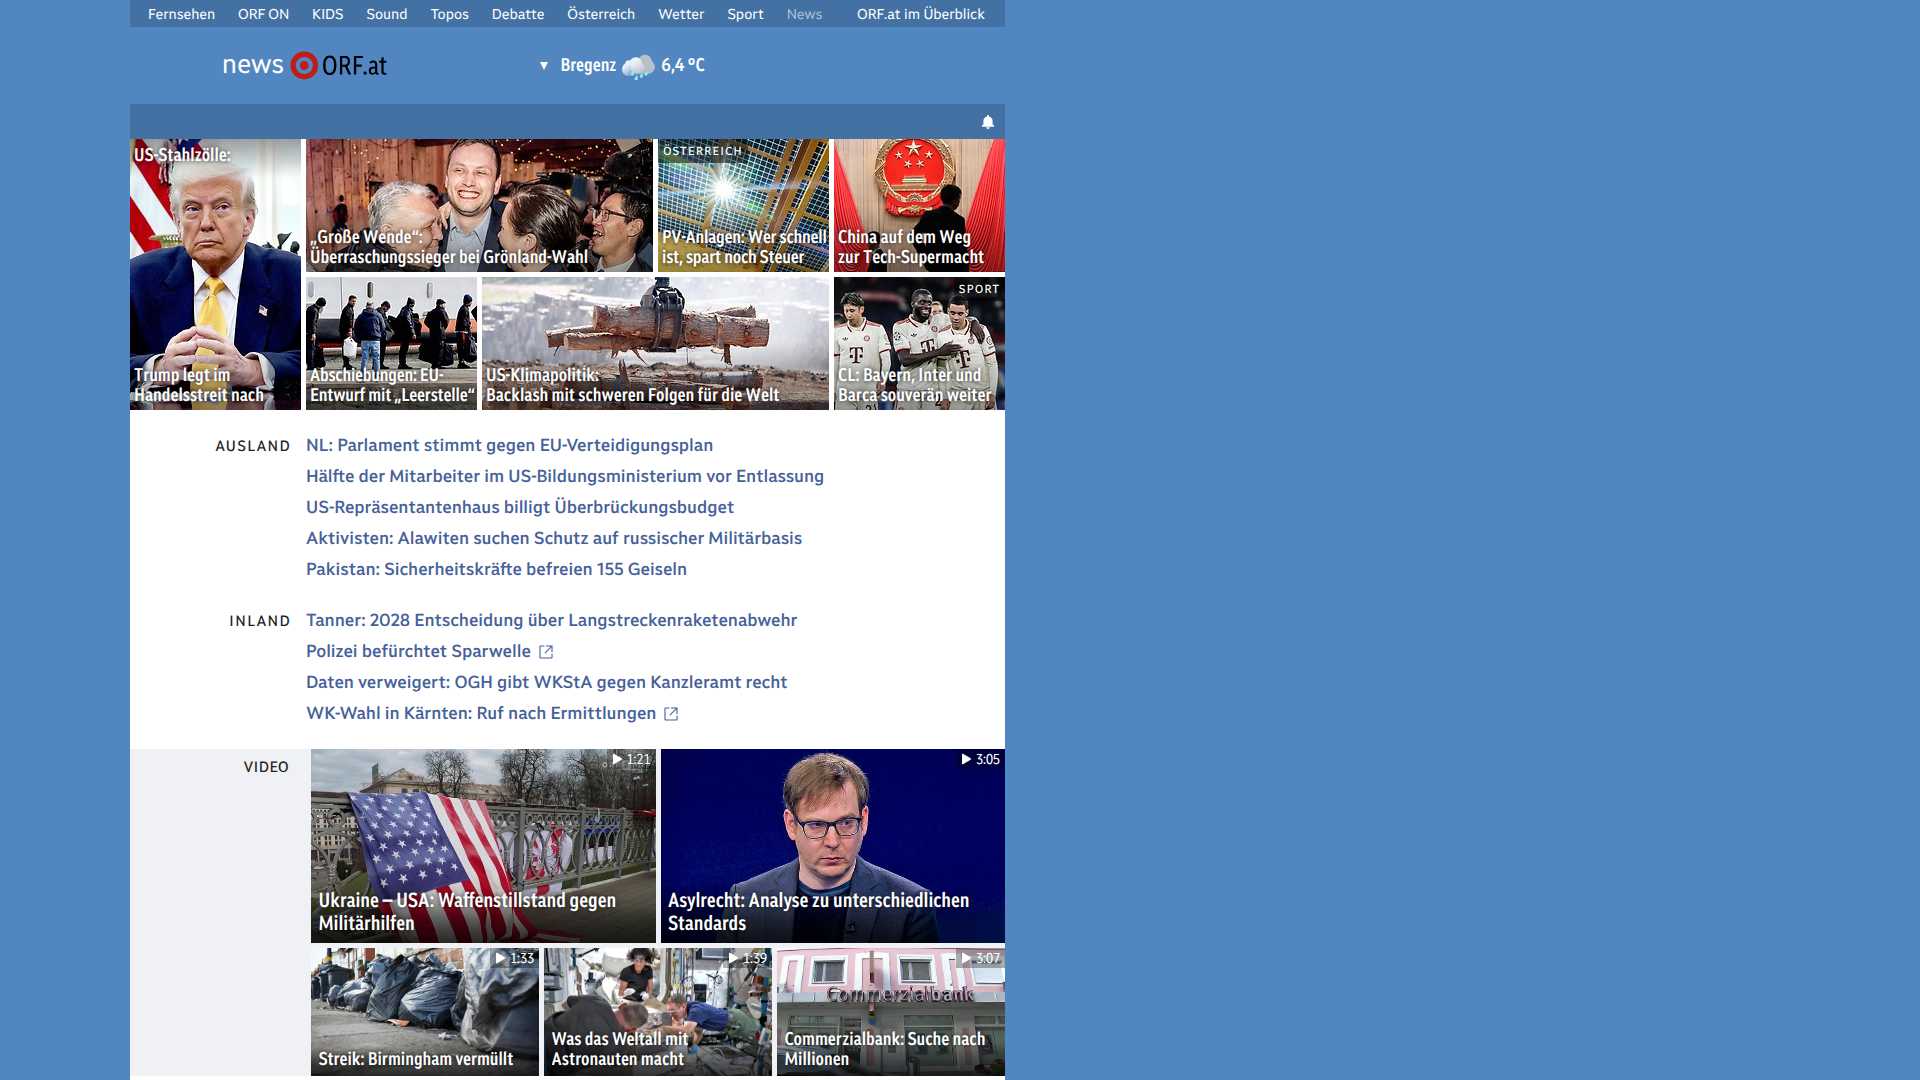 Fernsehen ORF ON KIDS Sound Topos Debatte Österreich Wetter Sport News ORF.at im Überblick
news ORF.at
Bregenz 6,4 °C
US-Stahlzölle:
Trump legt im
Handelsstreit nach
„Große Wende“:
Überraschungssieger bei Grönland-Wahl
ÖSTERREICH
PV-Anlagen: Wer schnell
ist, spart noch Steuer
China auf dem Weg
zur Tech-Supermacht
Abschiebungen: EU-
Entwurf mit „Leerstelle“
US-Klimapolitik:
Backlash mit schweren Folgen für die Welt
SPORT
CL: Bayern, Inter und
Barca souverän weiter
AUSLAND
NL: Parlament stimmt gegen EU-Verteidigungsplan
Hälfte der Mitarbeiter im US-Bildungsministerium vor Entlassung
US-Repräsentantenhaus billigt Überbrückungsbudget
Aktivisten: Alawiten suchen Schutz auf russischer Militärbasis
Pakistan: Sicherheitskräfte befreien 155 Geiseln
INLAND
Tanner: 2028 Entscheidung über Langstreckenraketenabwehr
Polizei befürchtet Sparwelle
Daten verweigert: OGH gibt WKStA gegen Kanzleramt recht
WK-Wahl in Kärnten: Ruf nach Ermittlungen
VIDEO
1:21
Ukraine – USA: Waffenstillstand gegen
Militärhilfen
3:05
Asylrecht: Analyse zu unterschiedlichen
Standards
1:33
Streik: Birmingham vermüllt
1:39
Was das Weltall mit
Astronauten macht
3:07
Commerzialbank
Commerzialbank: Suche nach
Millionen